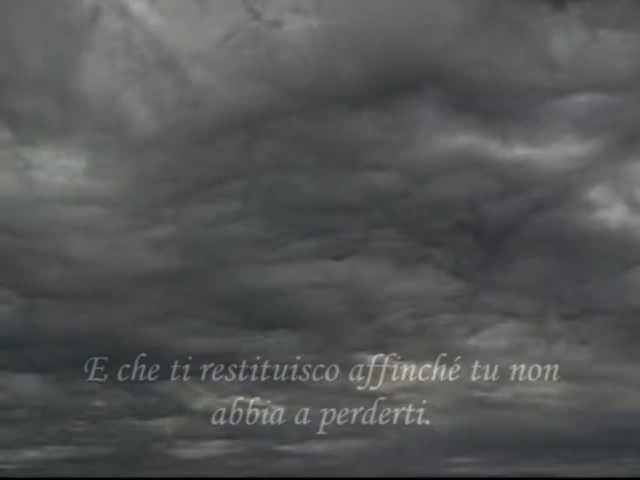 E che ti restituisco affinché tu non
abbia a perderti.